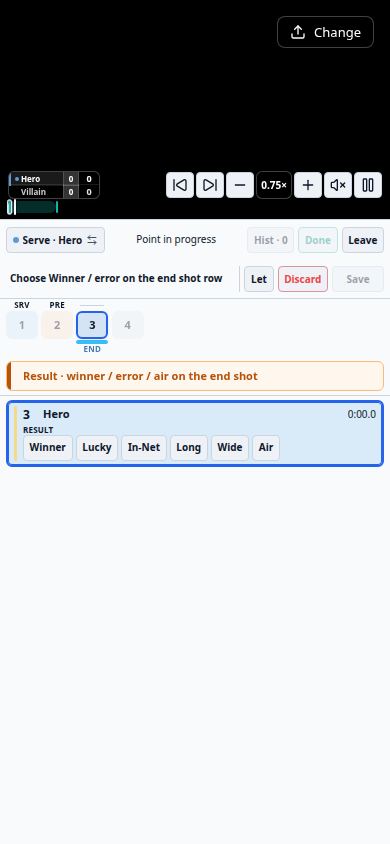 Change
Hero 0 0
Villain 0 0
0.75×
Serve · Hero
Point in progress
Hist · 0
Done
Leave
Choose Winner / error on the end shot row
Let
Discard
Save
SRV PRE
1 2 3 4
END
Result · winner / error / air on the end shot
3 Hero 0:00.0
RESULT
Winner Lucky In-Net Long Wide Air